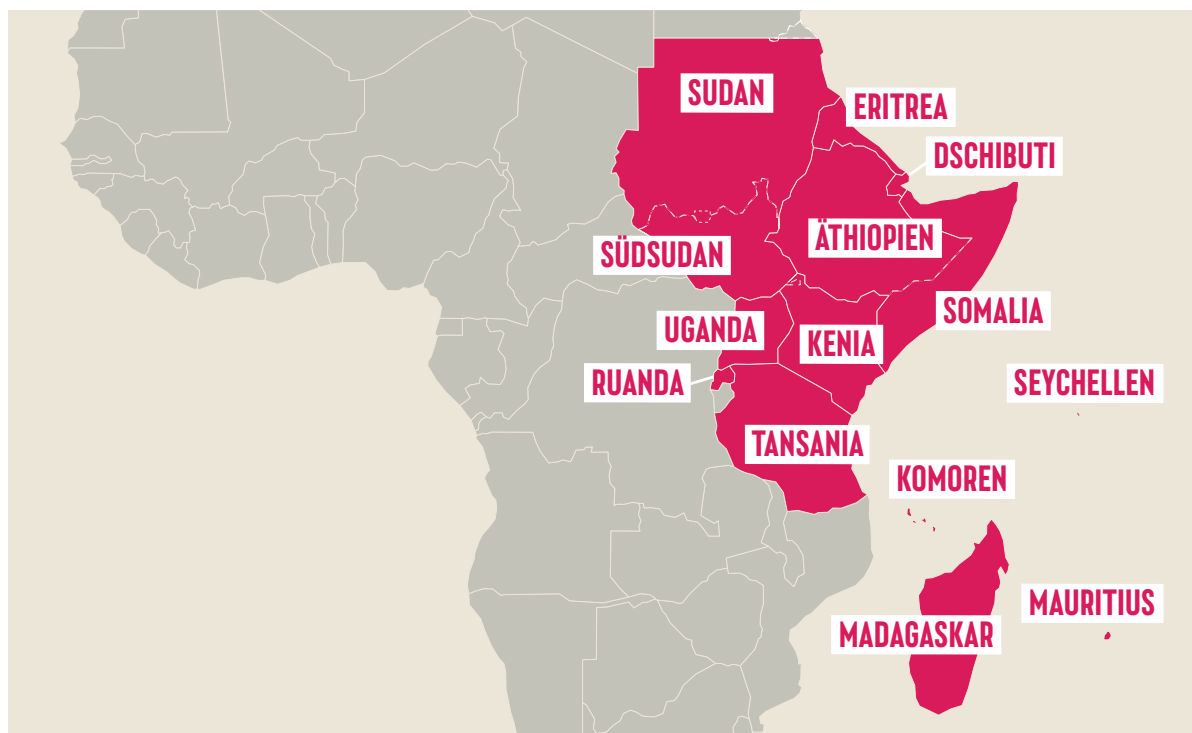 SUDAN
ERITREA
DSCHIBUTI
ÄTHIOPIEN
SÜDSUDAN
SOMALIA
UGANDA
KENIA
RUANDA
SEYCHELLEN
TANSANIA
KOMOREN
MAURITIUS
MADAGASKAR